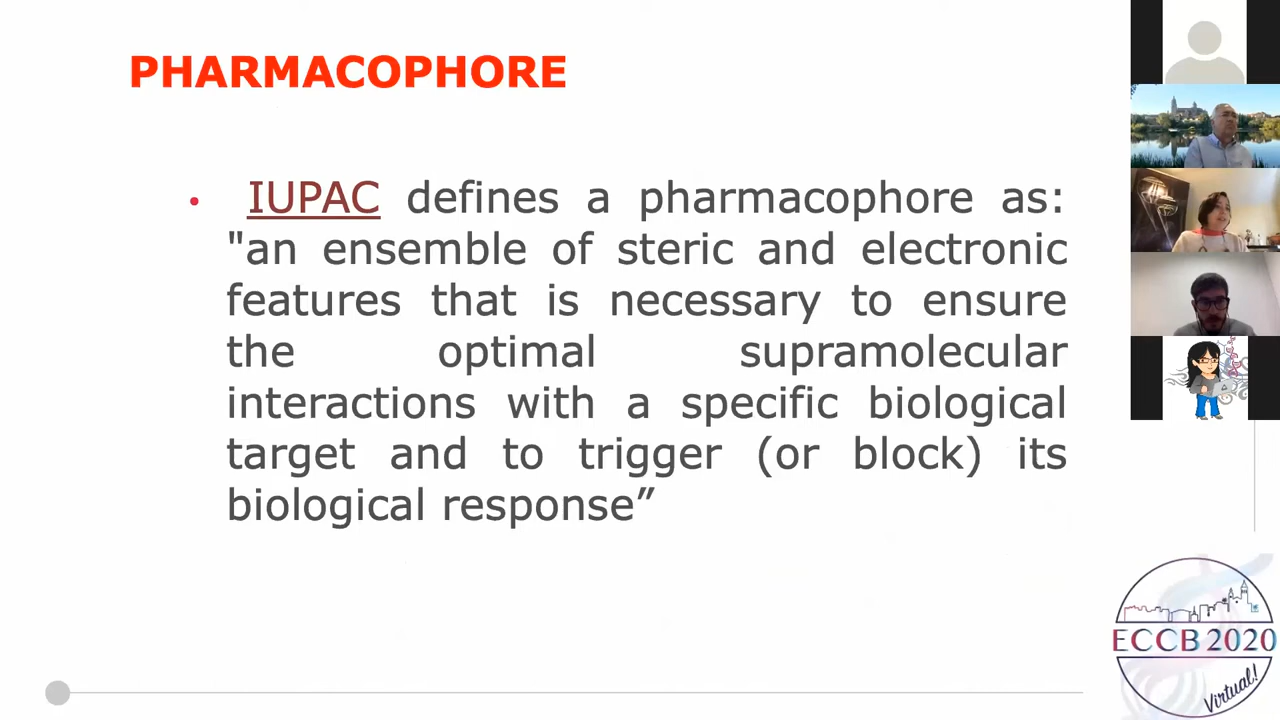 PHARMACOPHORE
• IUPAC defines a pharmacophore as:
"an ensemble of steric and electronic
features that is necessary to ensure
the optimal supramolecular
interactions with a specific biological
target and to trigger (or block) its
biological response”
ECCB 2020
Virtual!